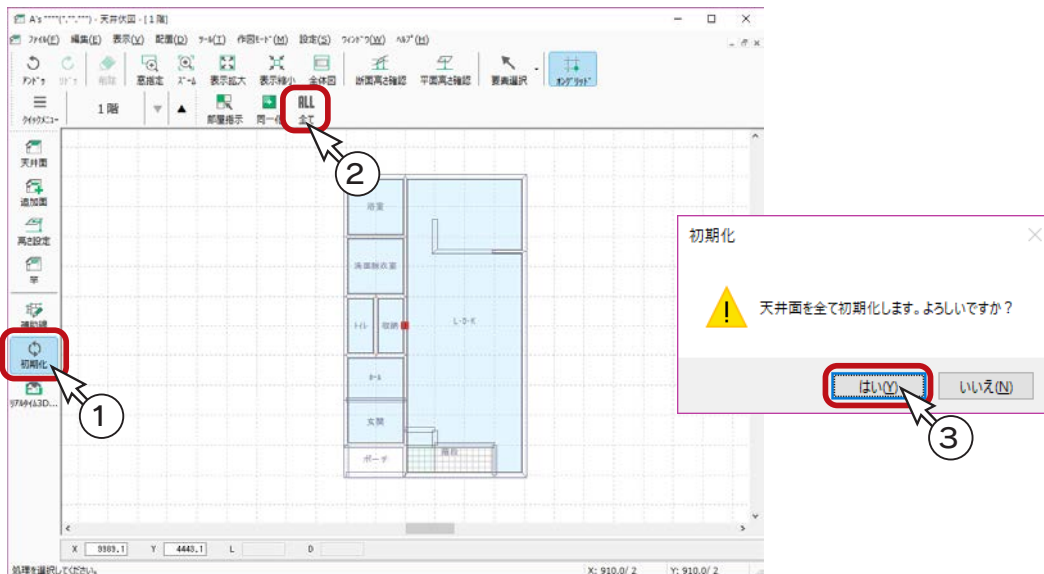 A's ****(*.**.***) - 天井伏図 - [1 階]
ﾌｧｲﾙ(F) 編集(E) 表示(V) 配置(D) ﾂｰﾙ(T) 作図ﾓｰﾄﾞ(M) 設定(S) ｳｨﾝﾄﾞｳ(W) ﾍﾙﾌﾟ(H)
ｱﾝﾄﾞｩ ﾘﾄﾞｩ 削除 窓指定 ｽﾞｰﾑ 表示拡大 表示縮小 全体図 断面高さ確認 平面高さ確認 要素選択 ｵﾝｸﾞﾘｯﾄﾞ
ｸｲｯｸﾒﾆｭｰ 1 階 部屋指示 同一化 ALL 全て
②
天井面
追加面
高さ設定
竿
補助線
初期化
ﾘｱﾙﾀｲﾑ3D...
①
浴室
洗面脱衣室
ﾄｲﾚ 収納 L・D・K
ﾎｰﾙ
玄関
ポーチ 階段
初期化
天井面を全て初期化します。よろしいですか？
はい(Y) いいえ(N)
③
X 9989.1 Y 4448.1 L D
処理を選択してください。 X: 910.0/ 2 Y: 910.0/ 2